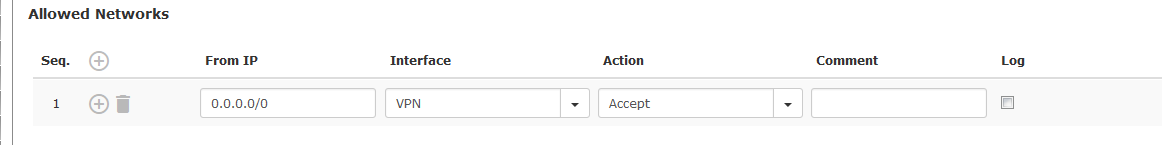 Allowed Networks
Seq. From IP Interface Action Comment Log
1 0.0.0.0/0 VPN Accept